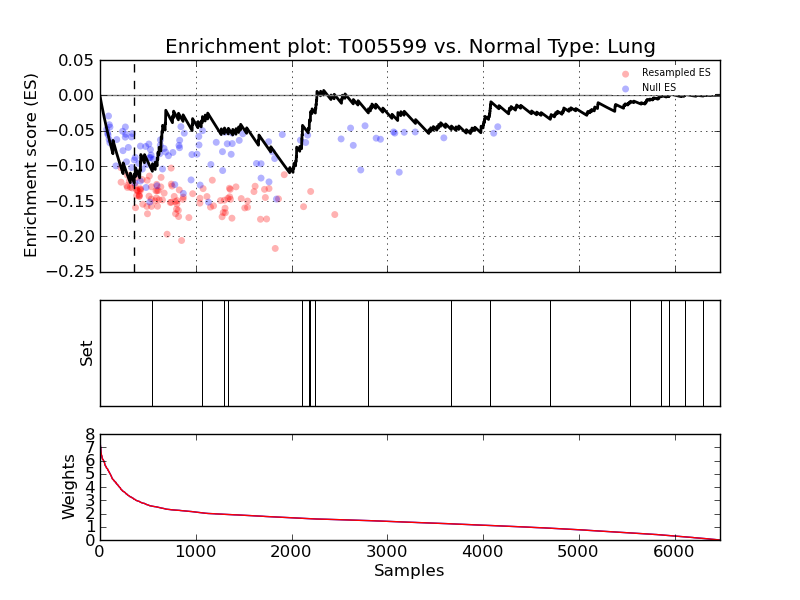 Enrichment plot: T005599 vs. Normal Type: Lung
Enrichment score (ES)
0.05
0.00
−0.05
−0.10
−0.15
−0.20
−0.25
Resampled ES
Null ES
Set
Weights
8
7
6
5
4
3
2
1
0
0 1000 2000 3000 4000 5000 6000
Samples